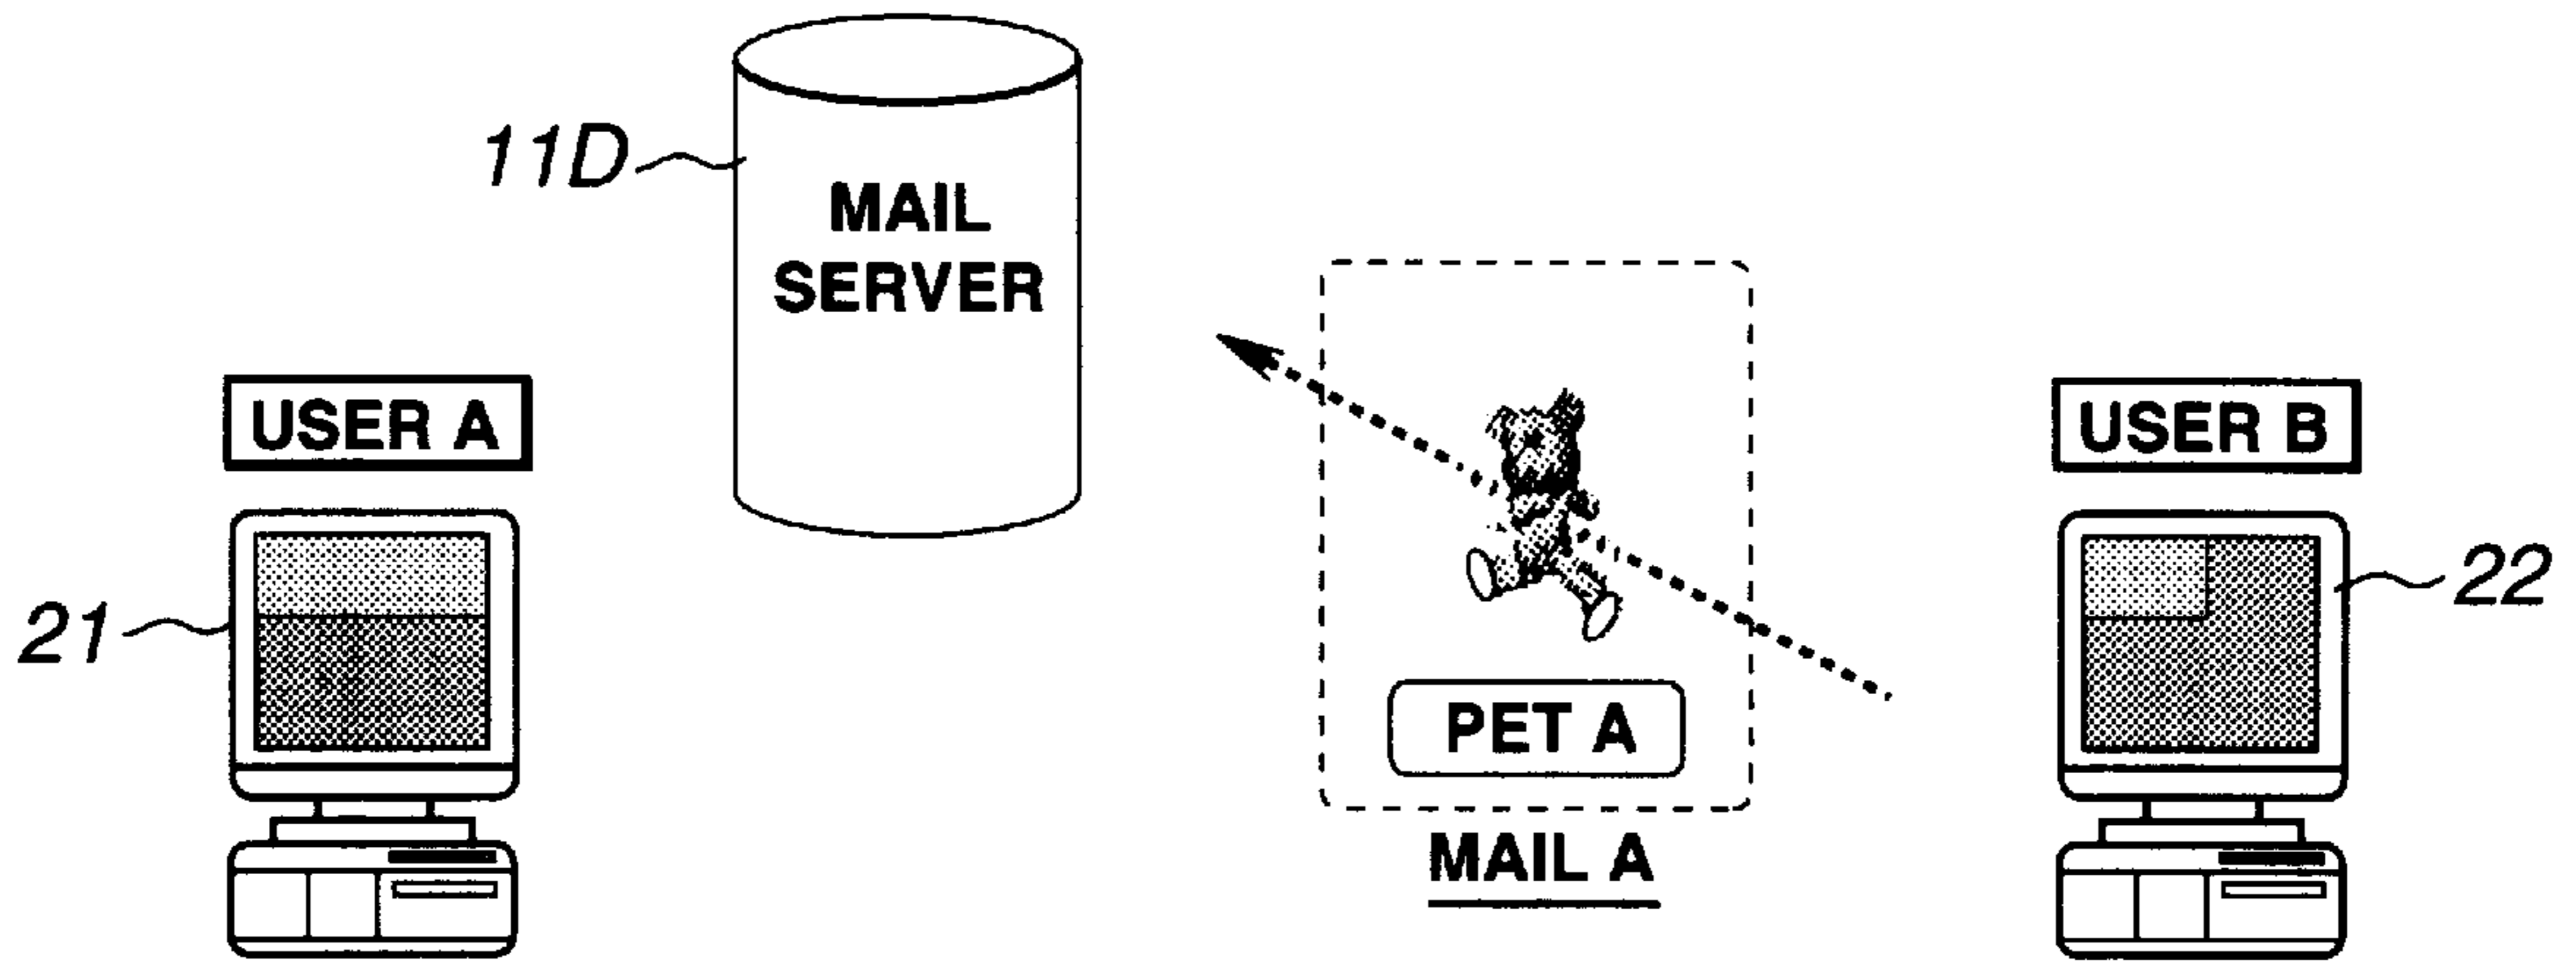 11D
MAIL
SERVER
USER A
USER B
21
22
PET A
MAIL A